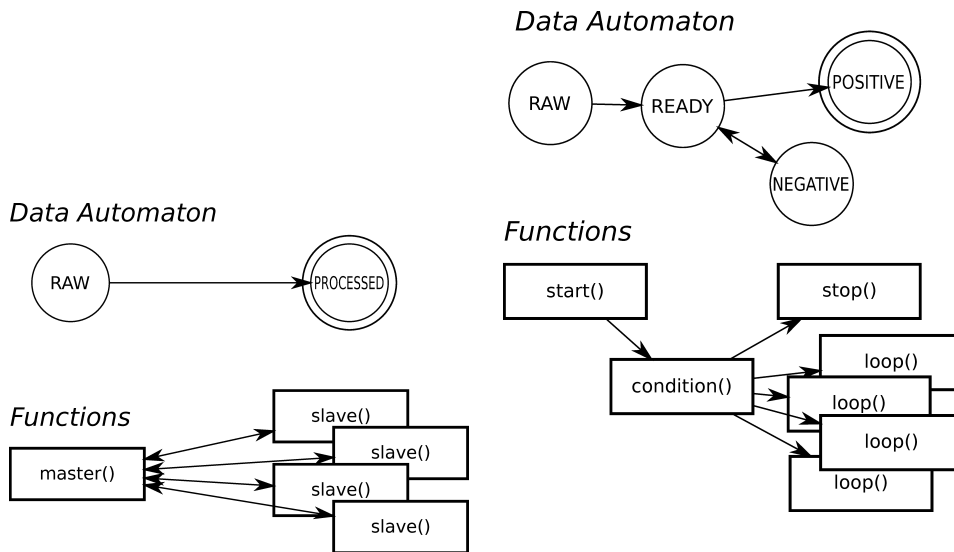 Data Automaton
RAW
PROCESSED
Functions
master()
slave()
slave()
slave()
slave()
Data Automaton
RAW
READY
POSITIVE
NEGATIVE
Functions
start()
stop()
condition()
loop()
loop()
loop()
loop()